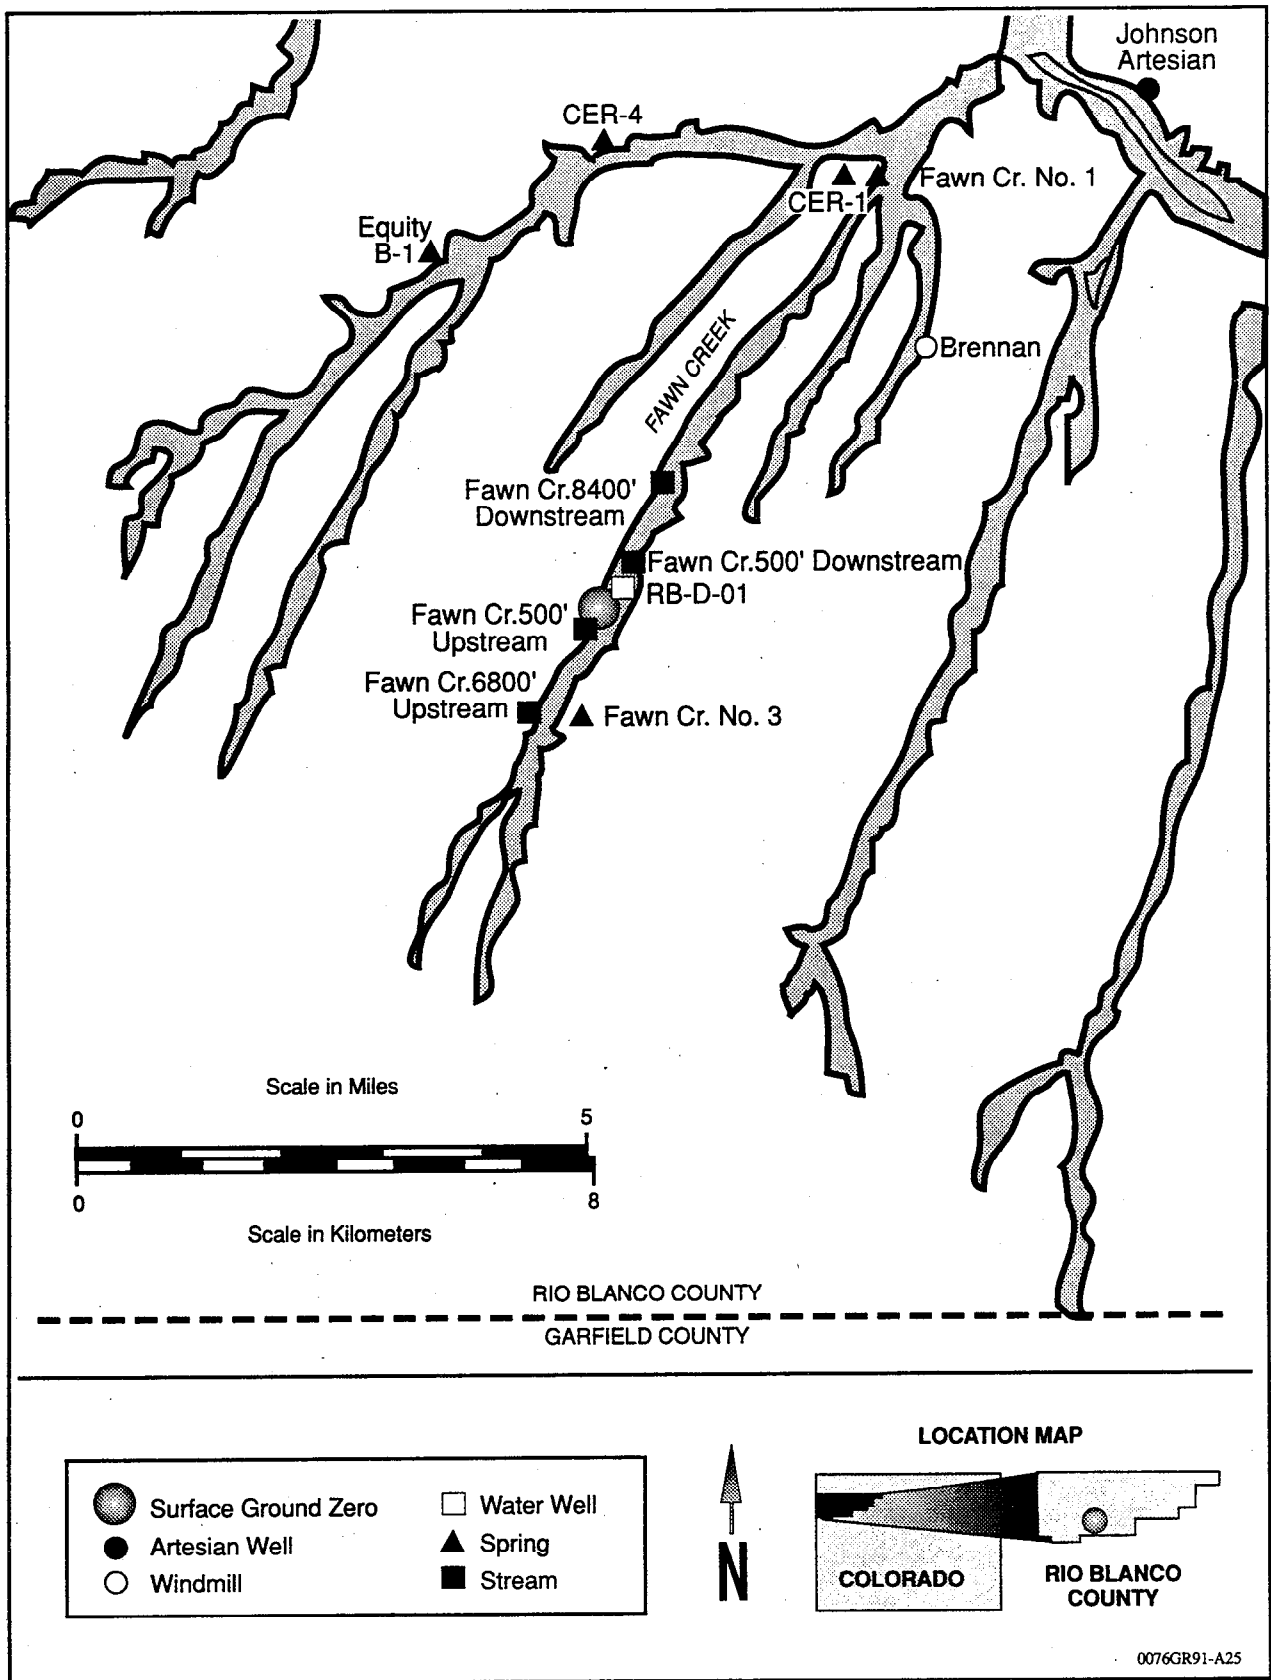 Johnson
Artesian
CER-4
Fawn Cr. No. 1
CER-1
Equity
B-1
Brennan
FAWN CREEK
Fawn Cr.8400'
Downstream
Fawn Cr.500' Downstream
RB-D-01
Fawn Cr.500'
Upstream
Fawn Cr.6800'
Upstream
Fawn Cr. No. 3
Scale in Miles
0 5
0 8
Scale in Kilometers
RIO BLANCO COUNTY
GARFIELD COUNTY
LOCATION MAP
Surface Ground Zero
Artesian Well
Windmill
Water Well
Spring
Stream
N
COLORADO
RIO BLANCO
COUNTY
0076GR91-A25